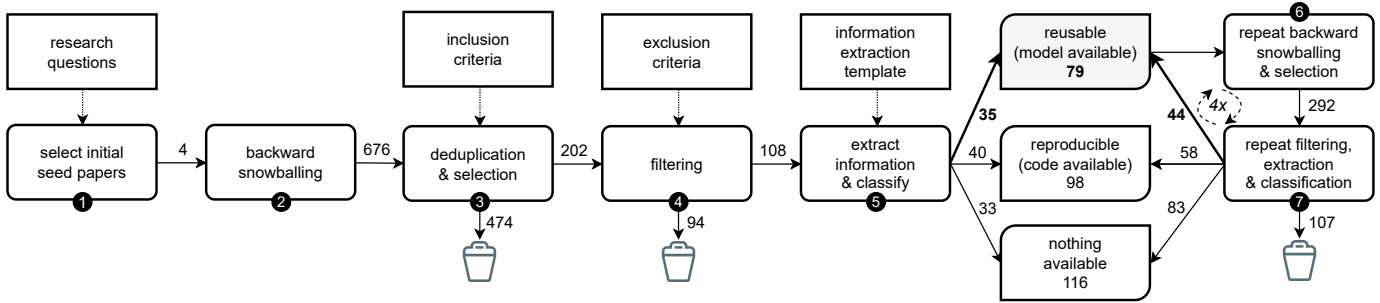 research
questions
inclusion
criteria
exclusion
criteria
information
extraction
template
reusable
(model available)
79
6
repeat backward
snowballing
& selection
select initial
seed papers
1
4
backward
snowballing
2
676
deduplication
& selection
3
474
202
filtering
4
94
108
extract
information
& classify
5
35
40
33
reproducible
(code available)
98
nothing
available
116
44
58
83
4x
292
repeat filtering,
extraction
& classification
7
107